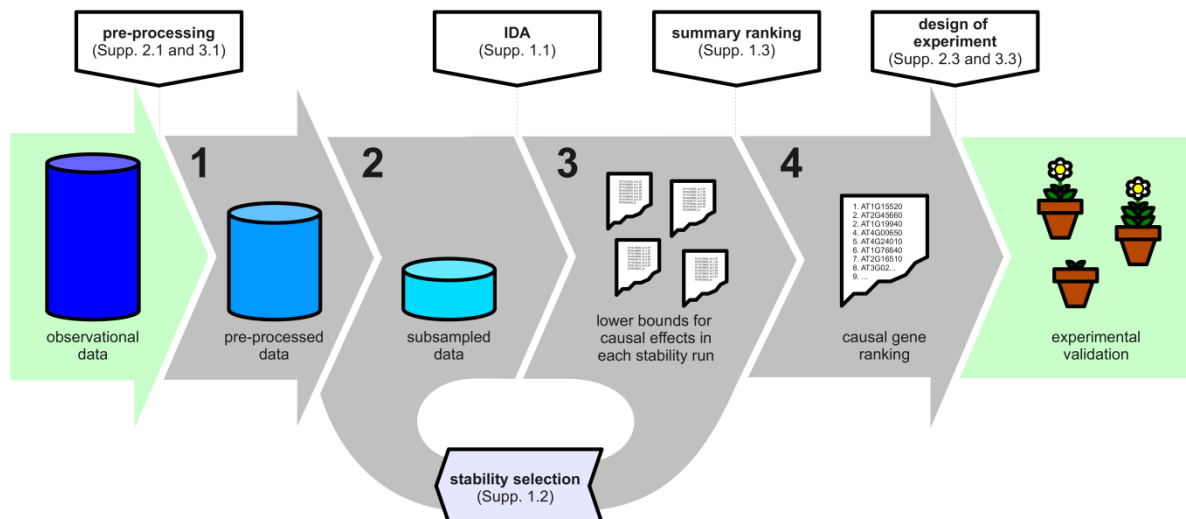 pre-processing
(Supp. 2.1 and 3.1)
IDA
(Supp. 1.1)
summary ranking
(Supp. 1.3)
design of
experiment
(Supp. 2.3 and 3.3)
1
2
3
4
1. AT1G15520
2. AT2G45660
2. AT1G19940
4. AT4G00650
5. AT4G24010
6. AT1G76640
7. AT2G16510
8. AT3G02...
9. ...
observational
data
pre-processed
data
subsampled
data
lower bounds for
causal effects in
each stability run
causal gene
ranking
experimental
validation
stability selection
(Supp. 1.2)